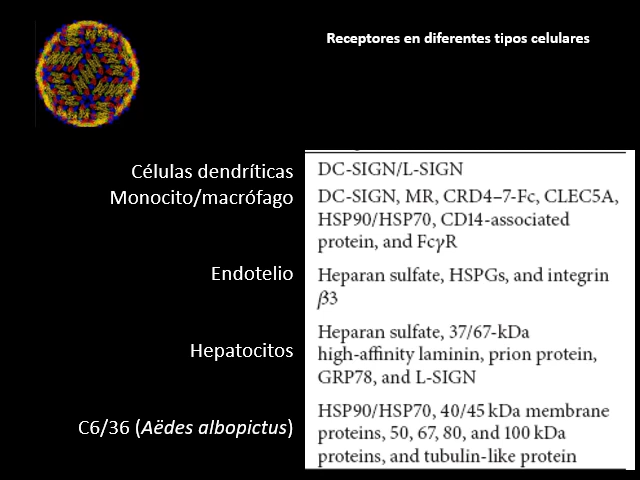 Receptores en diferentes tipos celulares
Células dendríticas
DC-SIGN/L-SIGN
Monocito/macrófago
DC-SIGN, MR, CRD4–7-Fc, CLEC5A,
HSP90/HSP70, CD14-associated
protein, and FcγR
Endotelio
Heparan sulfate, HSPGs, and integrin
β3
Hepatocitos
Heparan sulfate, 37/67-kDa
high-affinity laminin, prion protein,
GRP78, and L-SIGN
C6/36 (Aëdes albopictus)
HSP90/HSP70, 40/45 kDa membrane
proteins, 50, 67, 80, and 100 kDa
proteins, and tubulin-like protein